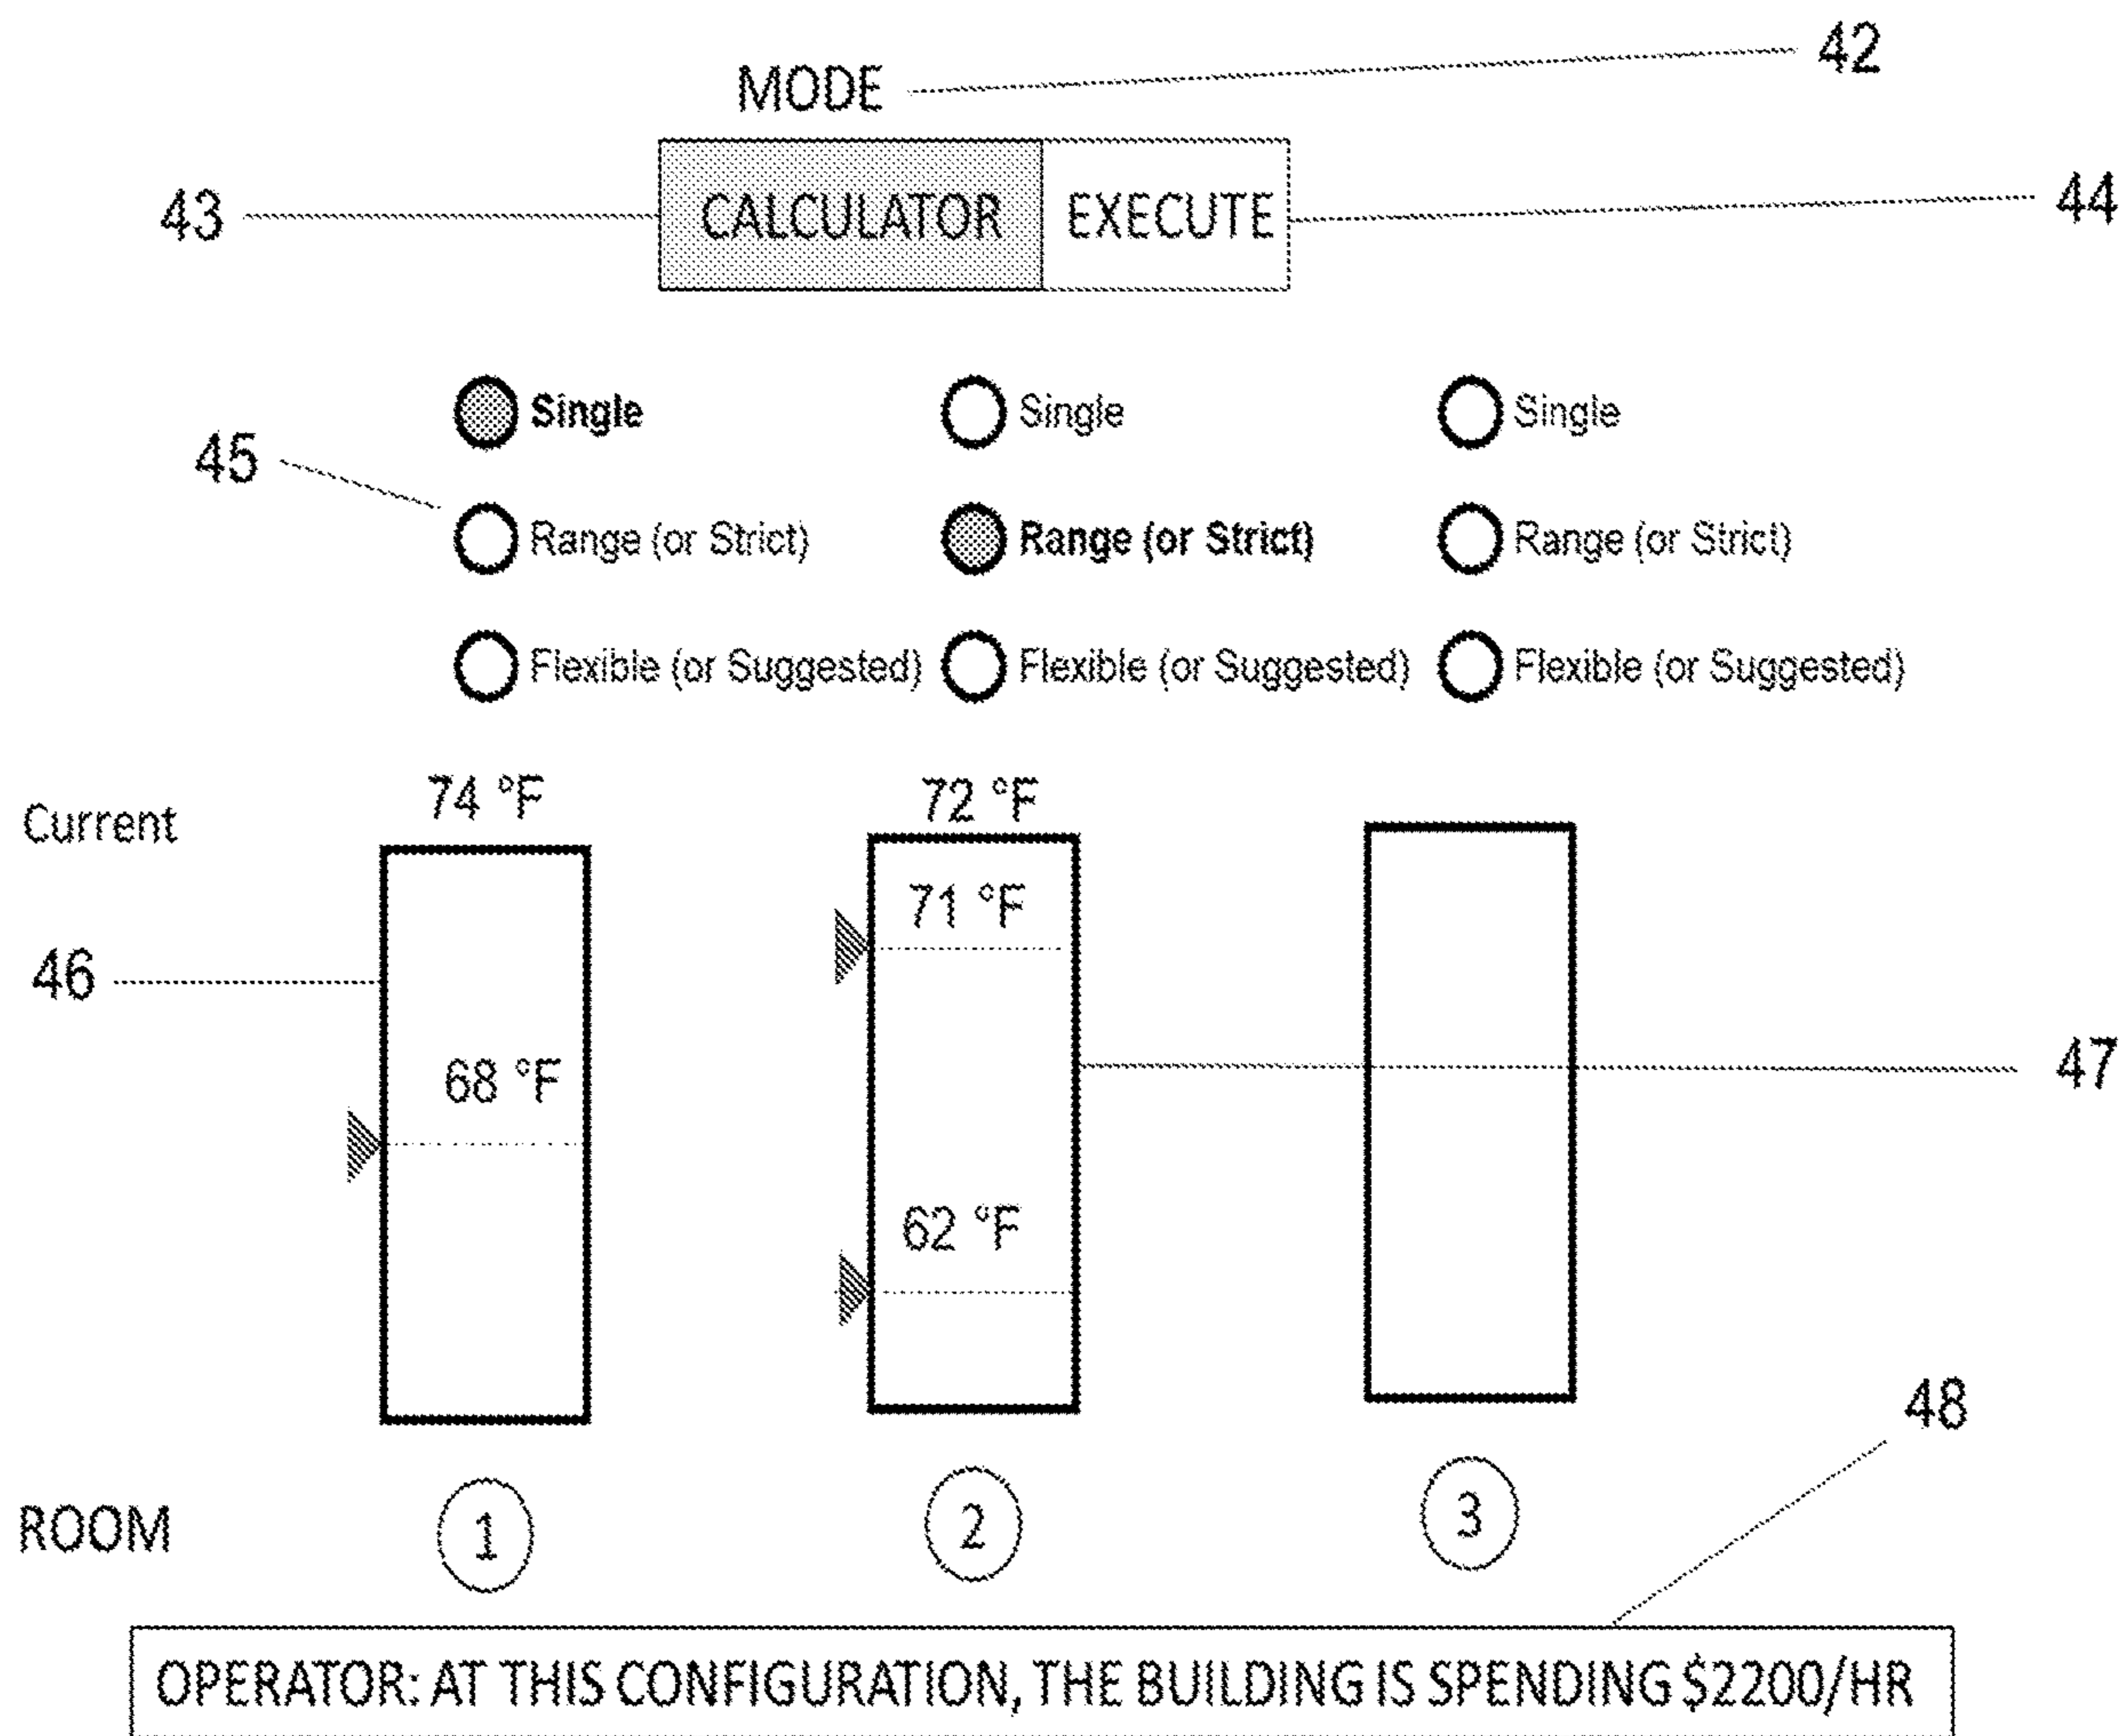 42
MODE
43
CALCULATOR EXECUTE
44
Single Single Single
45
Range (or Strict) Range (or Strict) Range (or Strict)
Flexible (or Suggested) Flexible (or Suggested) Flexible (or Suggested)
Current 74 °F 72 °F
71 °F
46
68 °F
47
62 °F
48
ROOM 1 2 3
OPERATOR: AT THIS CONFIGURATION, THE BUILDING IS SPENDING $2200/HR